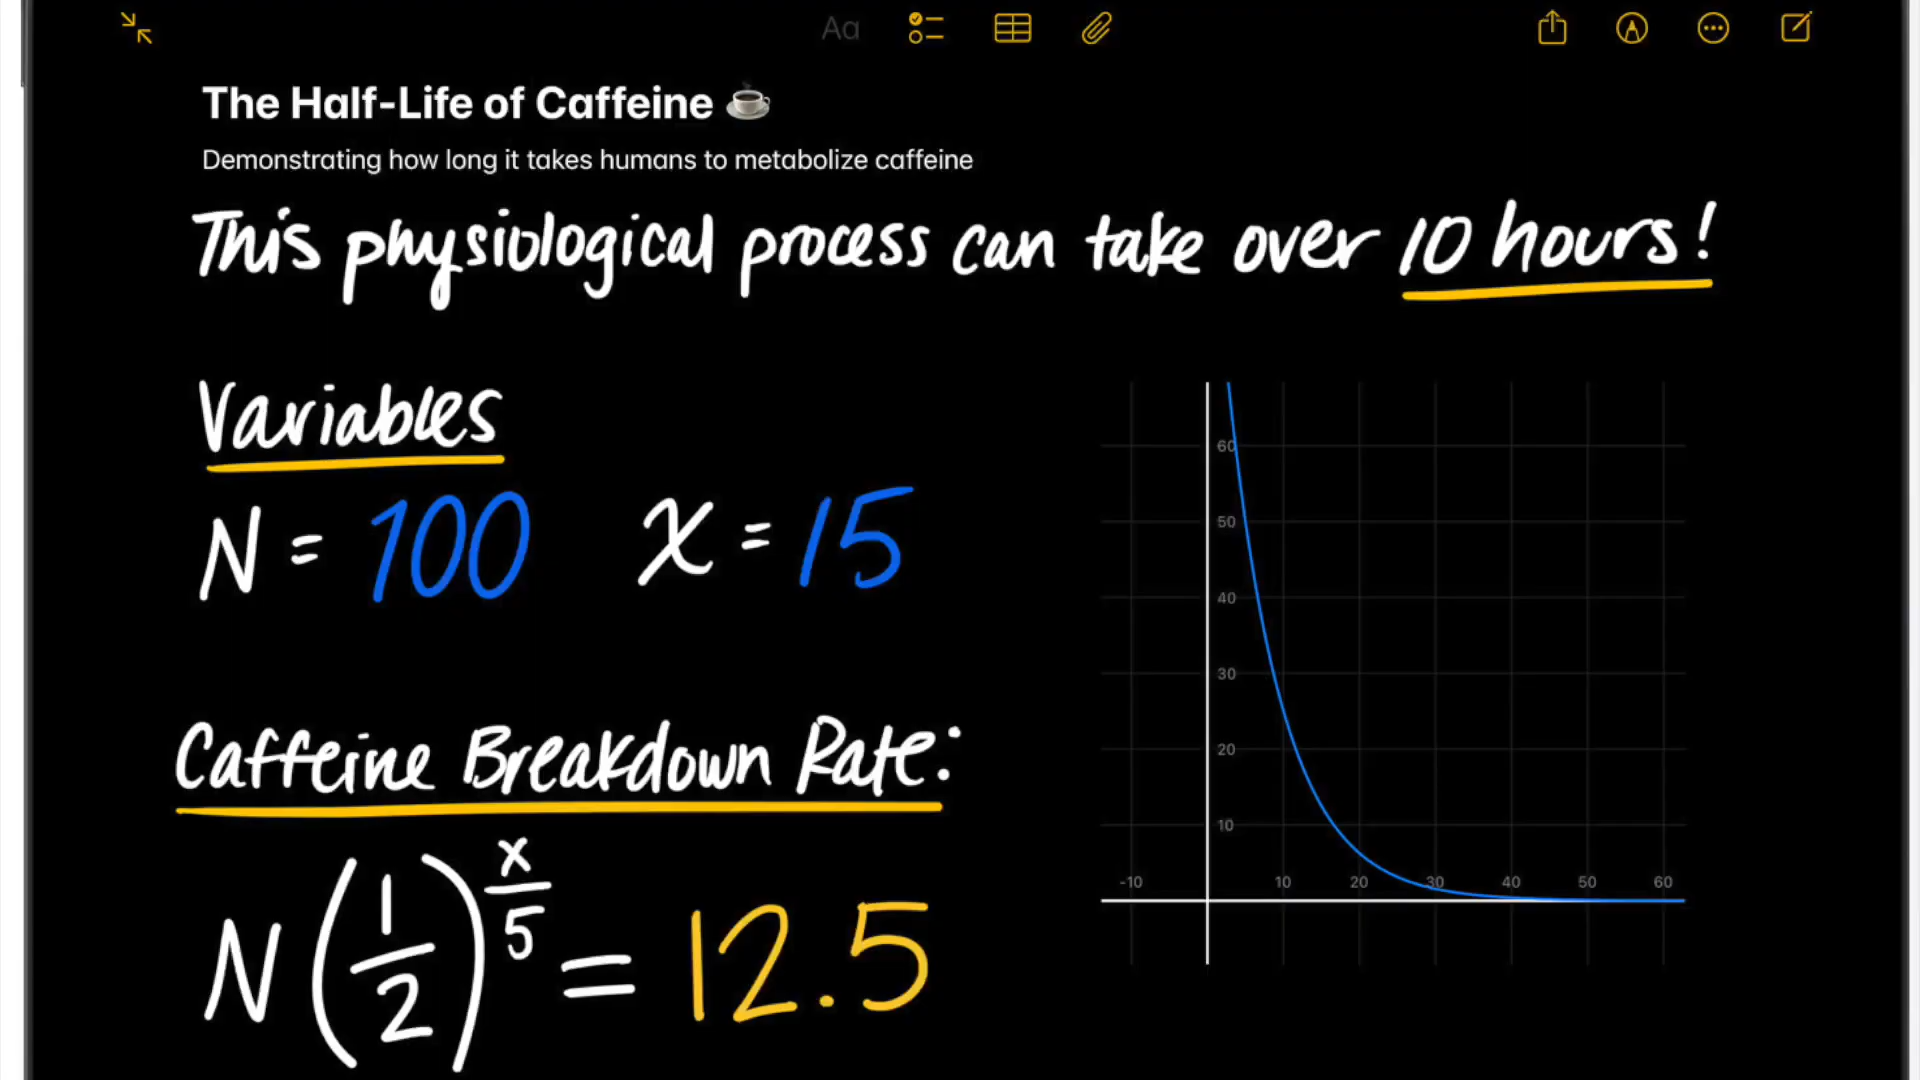 Aa
The Half-Life of Caffeine ☕
Demonstrating how long it takes humans to metabolize caffeine
This physiological process can take over 10 hours!
Variables
N = 100 x = 15
Caffeine Breakdown Rate:
N(1/2)^x/5 = 12.5
60
50
40
30
20
10
-10 10 20 30 40 50 60